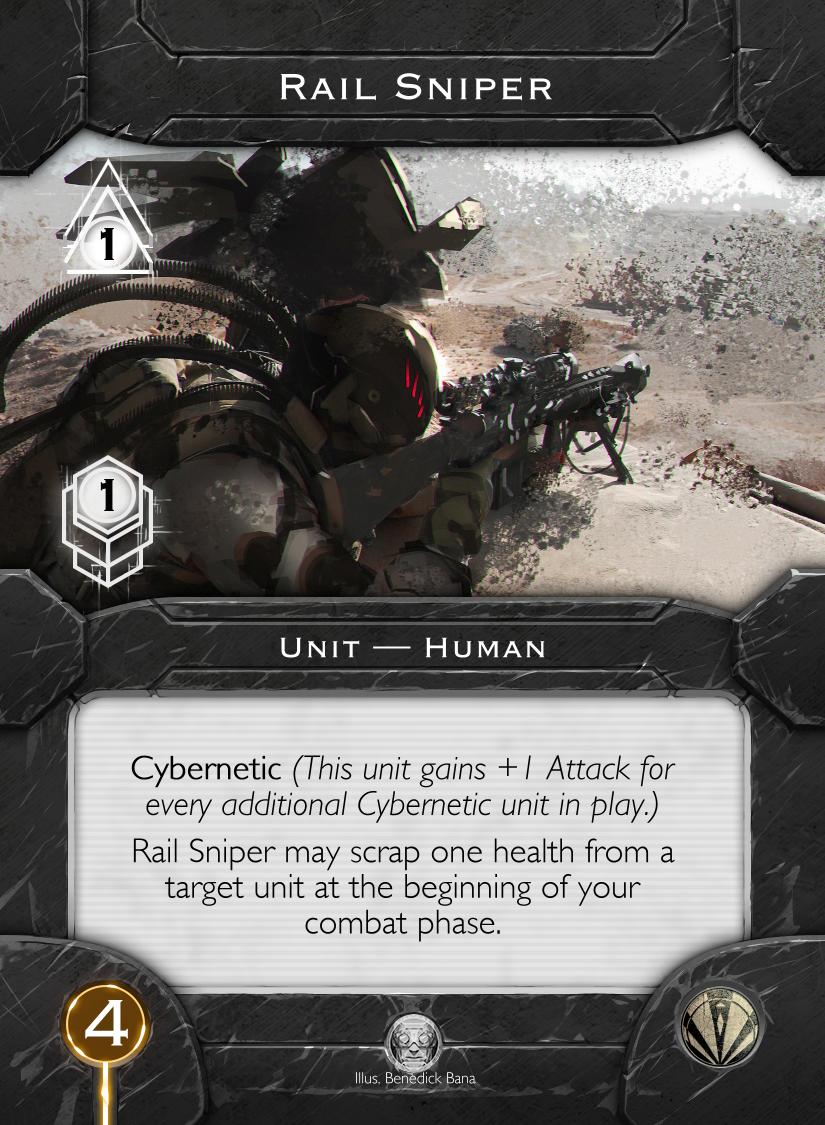 Rail Sniper
1
1
Unit — Human
Cybernetic (This unit gains +1 Attack for
every additional Cybernetic unit in play.)
Rail Sniper may scrap one health from a
target unit at the beginning of your
combat phase.
4
Illus. Benedick Bana